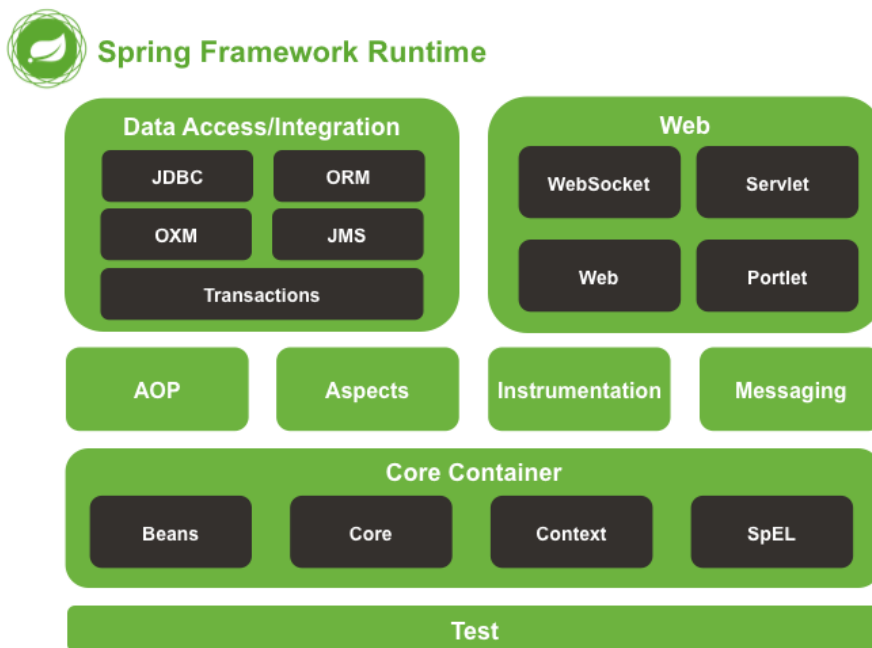 Spring Framework Runtime
Data Access/Integration
JDBC ORM
OXM JMS
Transactions
Web
WebSocket Servlet
Web Portlet
AOP Aspects Instrumentation Messaging
Core Container
Beans Core Context SpEL
Test